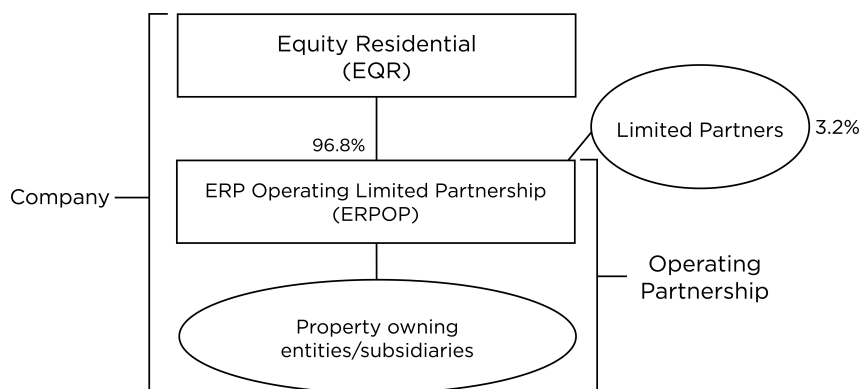 Equity Residential
(EQR)
96.8%
Limited Partners
3.2%
ERP Operating Limited Partnership
(ERPOP)
Company
Operating
Partnership
Property owning
entities/subsidiaries